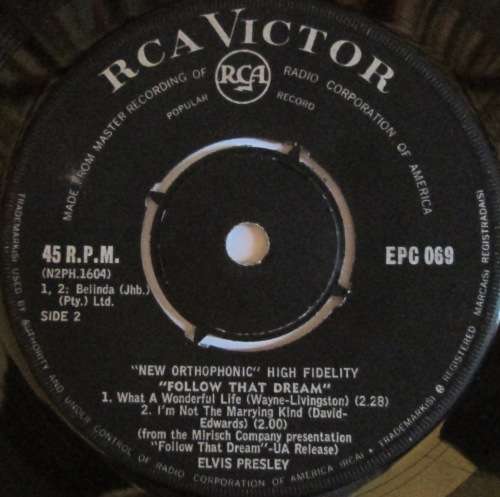 RCA VICTOR
MADE FROM MASTER RECORDING OF RCA RADIO CORPORATION OF AMERICA
POPULAR RECORD
45 R.P.M.
(N2PH.1604)
1, 2: Belinda (Jhb.)
(Pty.) Ltd.
SIDE 2
EPC 069
"NEW ORTHOPHONIC" HIGH FIDELITY
"FOLLOW THAT DREAM"
1. What A Wonderful Life (Wayne-Livingston) (2.28)
2. I'm Not The Marrying Kind (David-
Edwards) (2.00)
(from the Mirisch Company presentation
"Follow That Dream"-UA Release)
ELVIS PRESLEY
TRADEMARK(S) USED BY AUTHORITY AND UNDER CONTROL OF RADIO CORPORATION OF AMERICA (RCA) • TRADEMARK(S) ® REGISTERED MARCA(S) REGISTRADA(S)